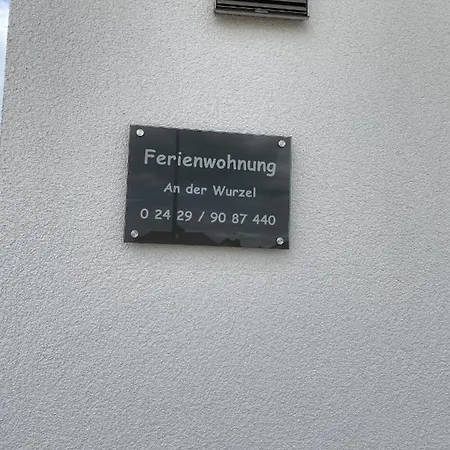 Ferienwohnung
An der Wurzel
0 24 29 / 90 87 440